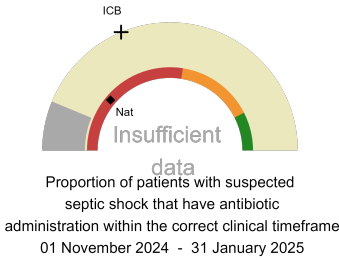 ICB
Nat
Insufficient
data
Proportion of patients with suspected
septic shock that have antibiotic
administration within the correct clinical timeframe
01 November 2024  -  31 January 2025